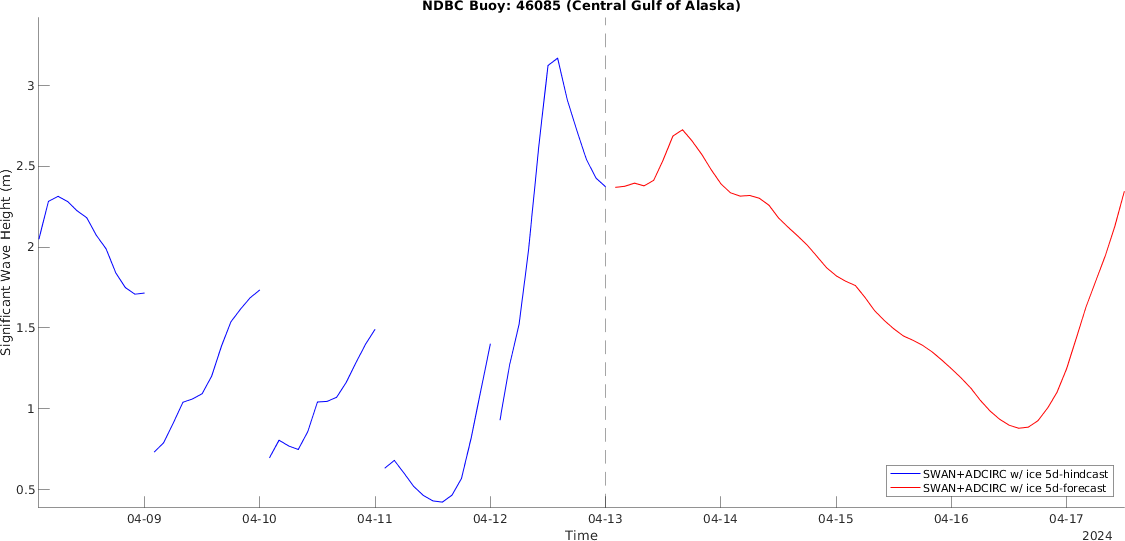 NDBC Buoy: 46085 (Central Gulf of Alaska)
Significant Wave Height (m)
3
2.5
2
1.5
1
0.5
SWAN+ADCIRC w/ ice 5d-hindcast
SWAN+ADCIRC w/ ice 5d-forecast
04-09 04-10 04-11 04-12 04-13 04-14 04-15 04-16 04-17
Time
2024